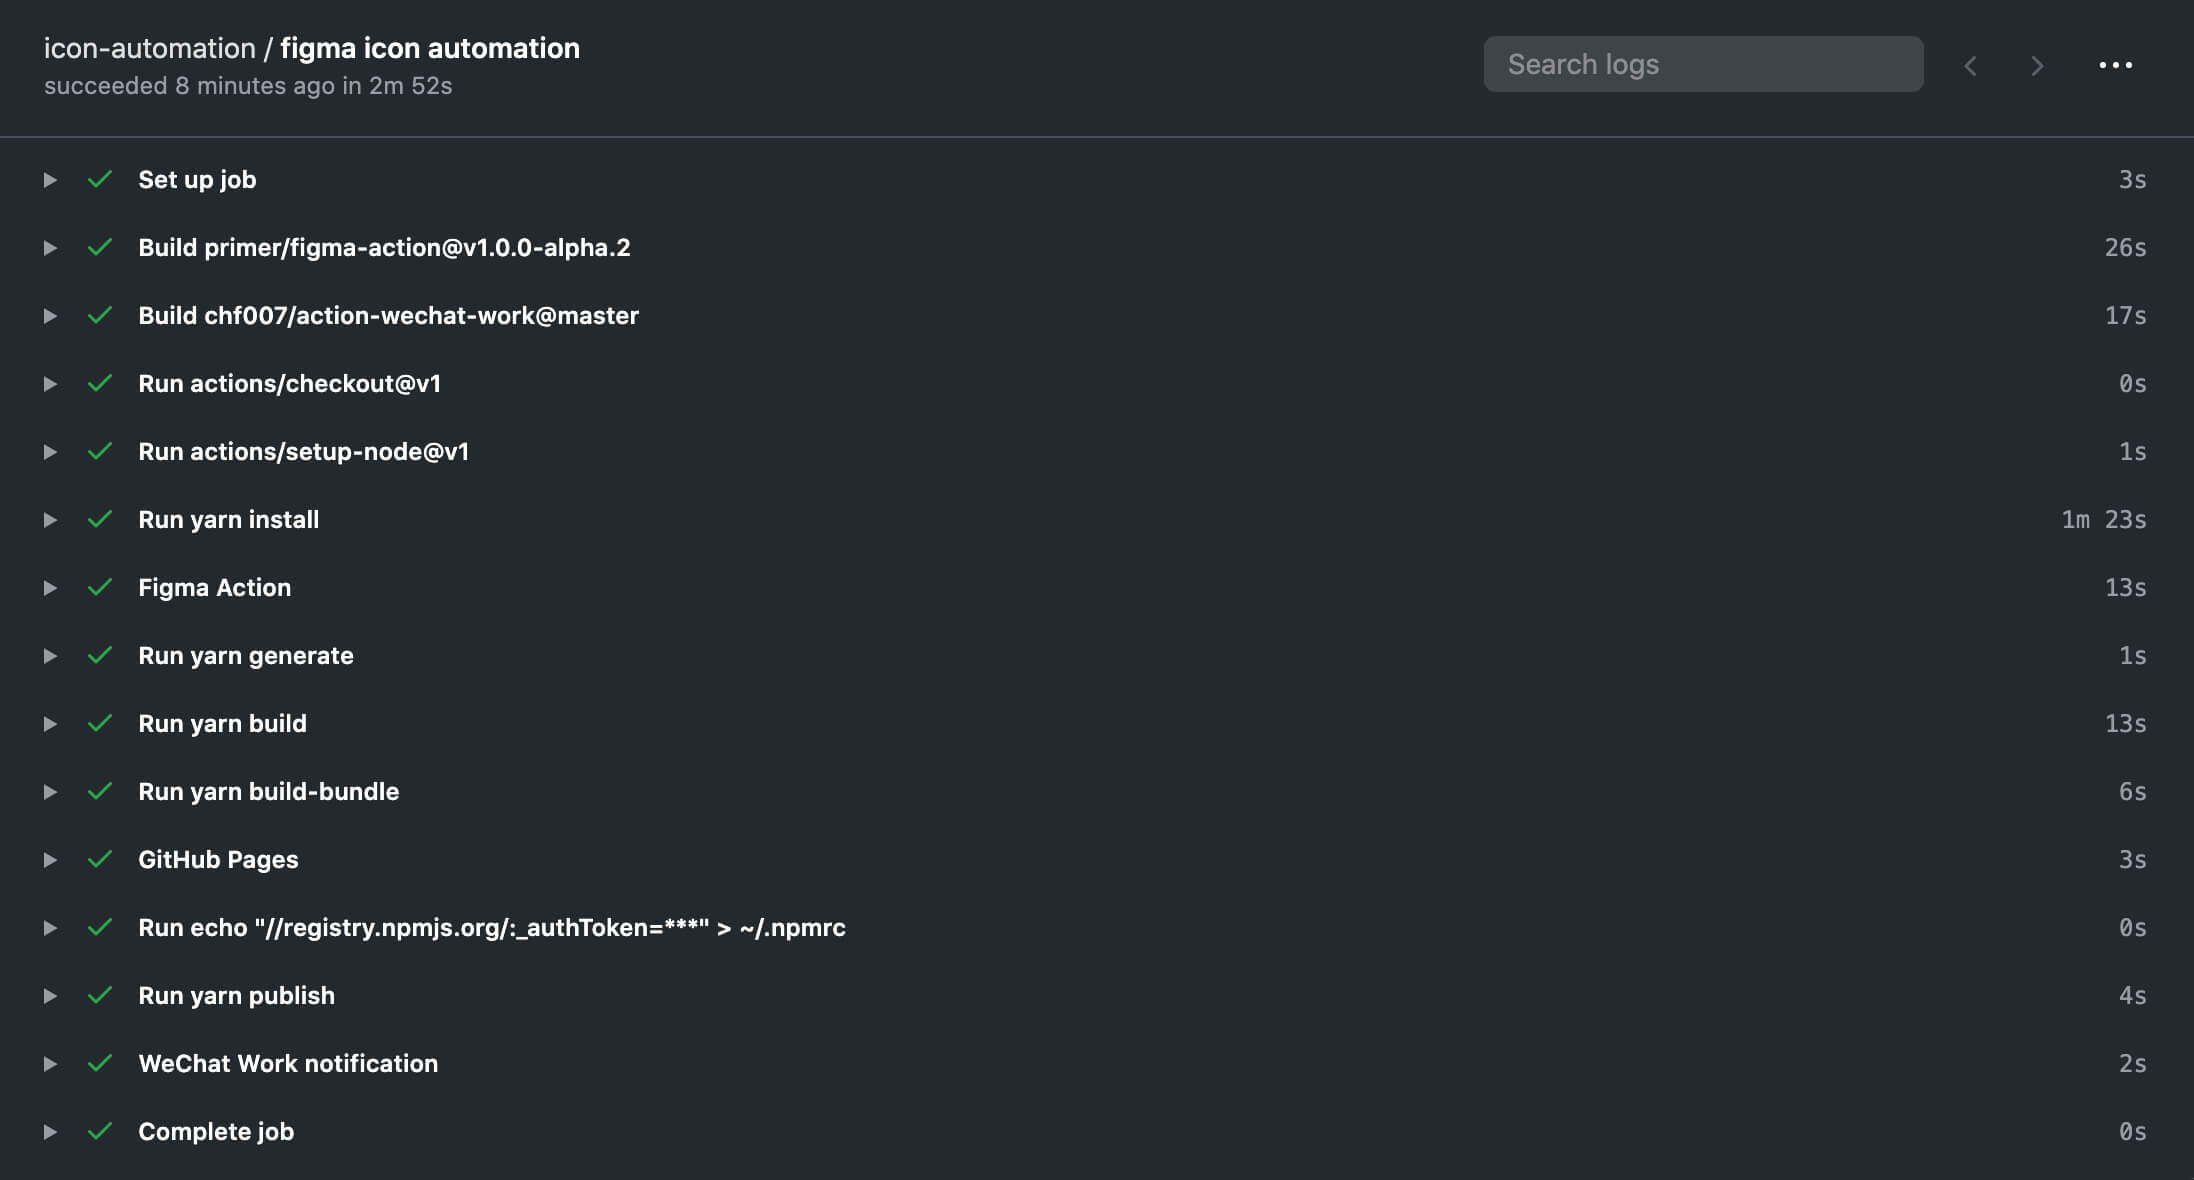 icon-automation / figma icon automation
succeeded 8 minutes ago in 2m 52s
Search logs
Set up job 3s
Build primer/figma-action@v1.0.0-alpha.2 26s
Build chf007/action-wechat-work@master 17s
Run actions/checkout@v1 0s
Run actions/setup-node@v1 1s
Run yarn install 1m 23s
Figma Action 13s
Run yarn generate 1s
Run yarn build 13s
Run yarn build-bundle 6s
GitHub Pages 3s
Run echo "//registry.npmjs.org/:_authToken=***" > ~/.npmrc 0s
Run yarn publish 4s
WeChat Work notification 2s
Complete job 0s